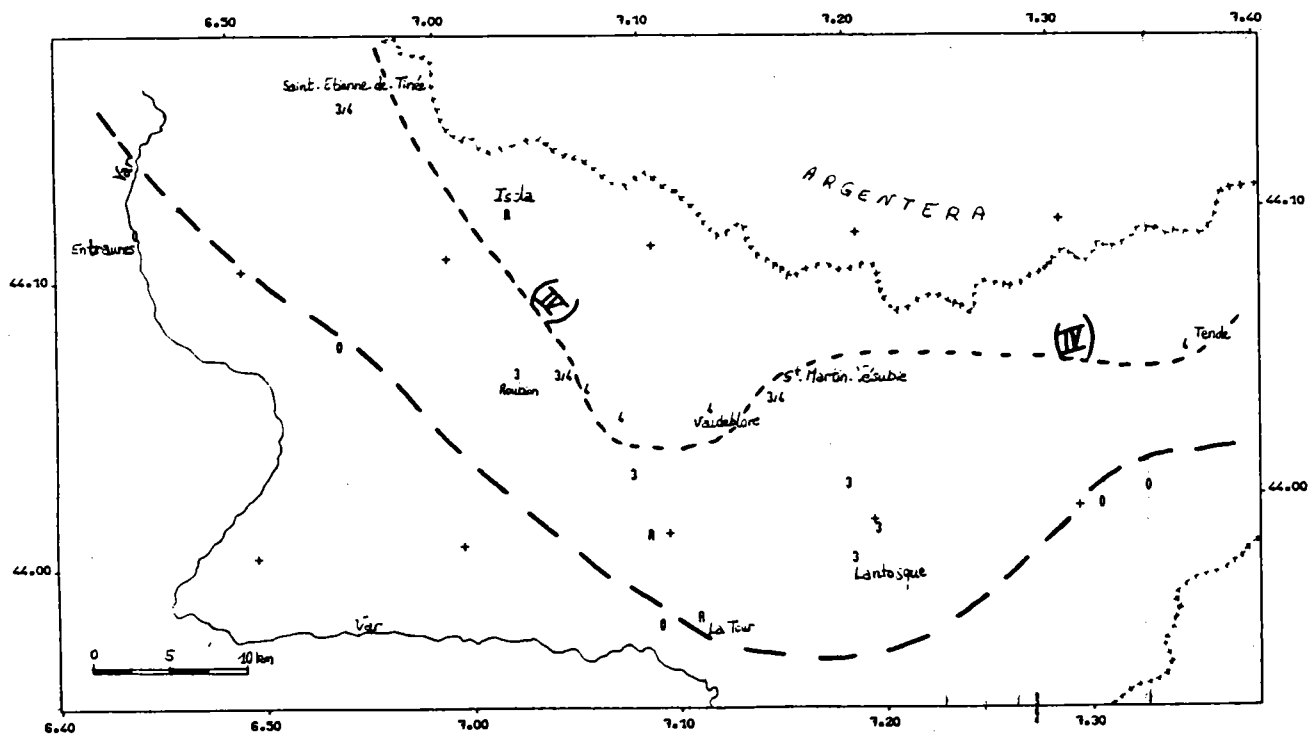 6.50 7.00 7.10 7.20 7.30 7.40
Saint-Etienne-de-Tinée
3/4
Var
Isola
R
ARGENTERA
44.10
Entraunes
44.10
(IV)
(IV)
0
4 Tende
3 3/4 4
Roubion
St Martin-Vésubie
3/4
4 4
Valdeblore
3 3
44.00
0 0
R
3
3
Lantosque
44.00
R
0 La Tour
Var
0 5 10 km
6.40 6.50 7.00 7.10 7.20 7.30